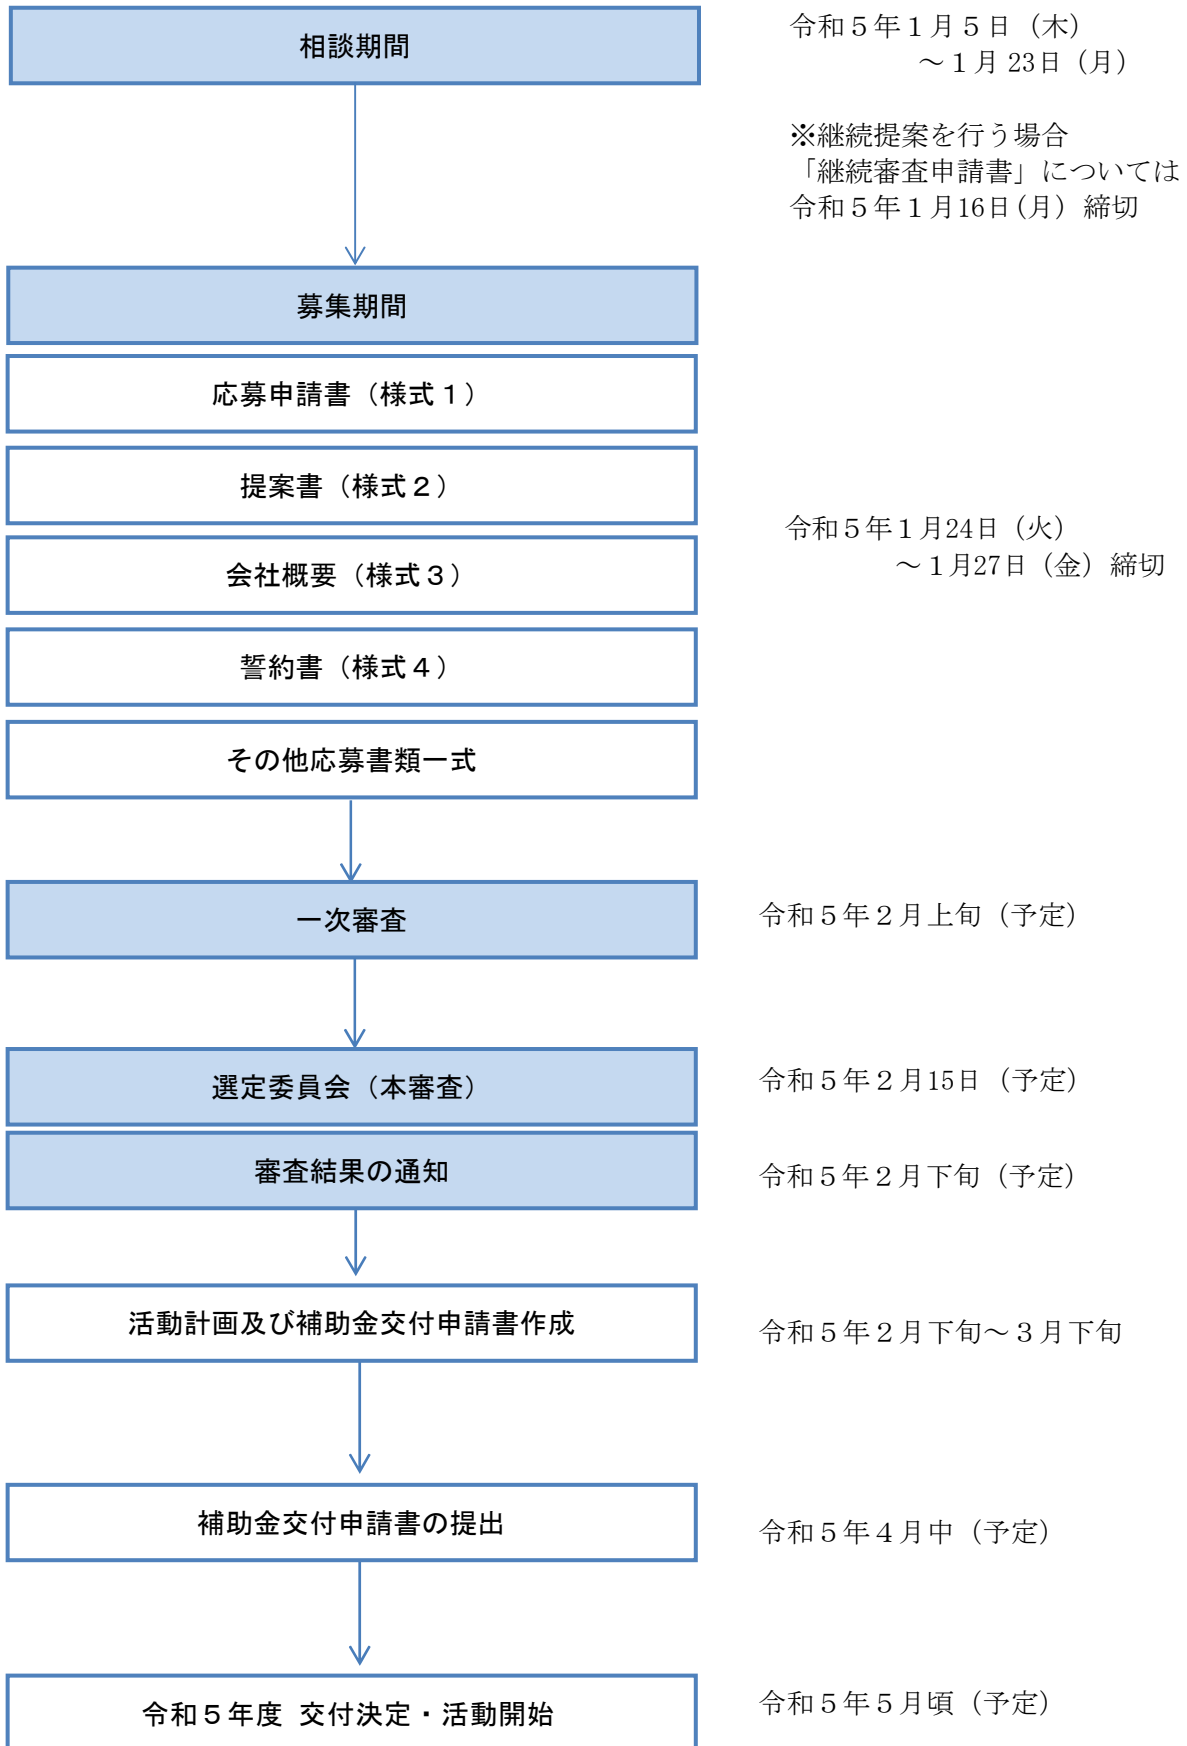 相談期間
令和５年１月５日（木）
～１月 23日（月）
※継続提案を行う場合
「継続審査申請書」については
令和５年１月16日(月）締切
募集期間
応募申請書（様式１）
提案書（様式２）
会社概要（様式３）
令和５年１月24日（火）
～１月27日（金）締切
誓約書（様式４）
その他応募書類一式
一次審査
令和５年２月上旬（予定）
選定委員会（本審査）
令和５年２月15日（予定）
審査結果の通知
令和５年２月下旬（予定）
活動計画及び補助金交付申請書作成
令和５年２月下旬～３月下旬
補助金交付申請書の提出
令和５年４月中（予定）
令和５年度 交付決定・活動開始
令和５年５月頃（予定）